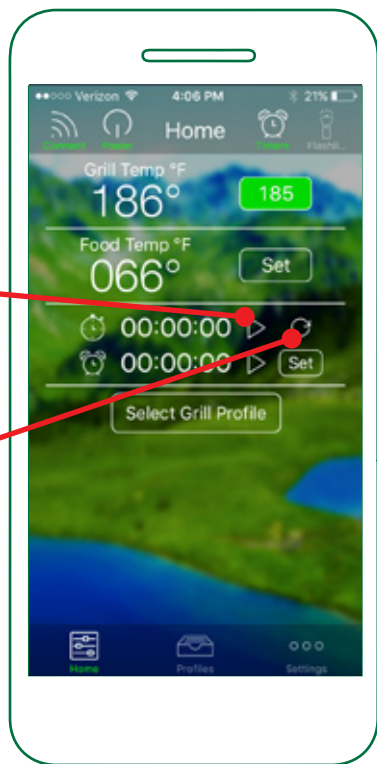 Verizon 4:06 PM 21%
Home
Connect Power Timers Flashli...
Grill Temp °F
186° 185
Food Temp °F
066° Set
00:00:00
00:00:00 Set
Select Grill Profile
Home Profiles Settings